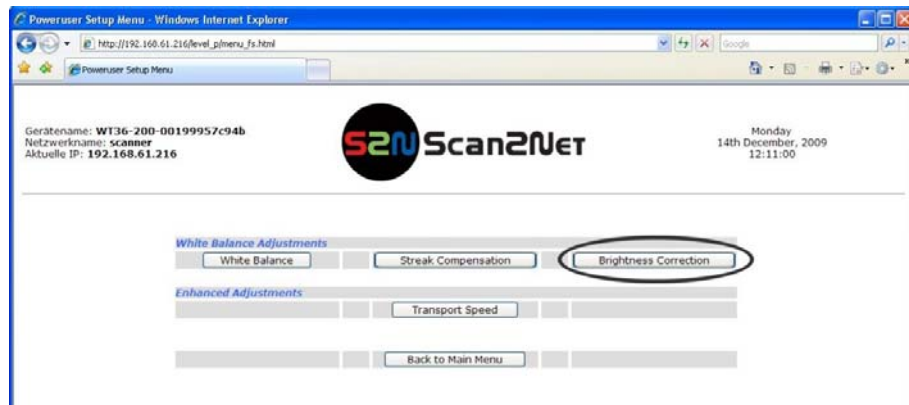 Poweruser Setup Menu - Windows Internet Explorer
http://192.168.61.216/level_p/menu_fs.html
Google
Poweruser Setup Menu
Gerätename: WT36-200-00199957c94b
Netzwerkname: scanner
Aktuelle IP: 192.168.61.216
S2N Scan2Net
Monday
14th December, 2009
12:11:00
White Balance Adjustments
White Balance Streak Compensation Brightness Correction
Enhanced Adjustments
Transport Speed
Back to Main Menu